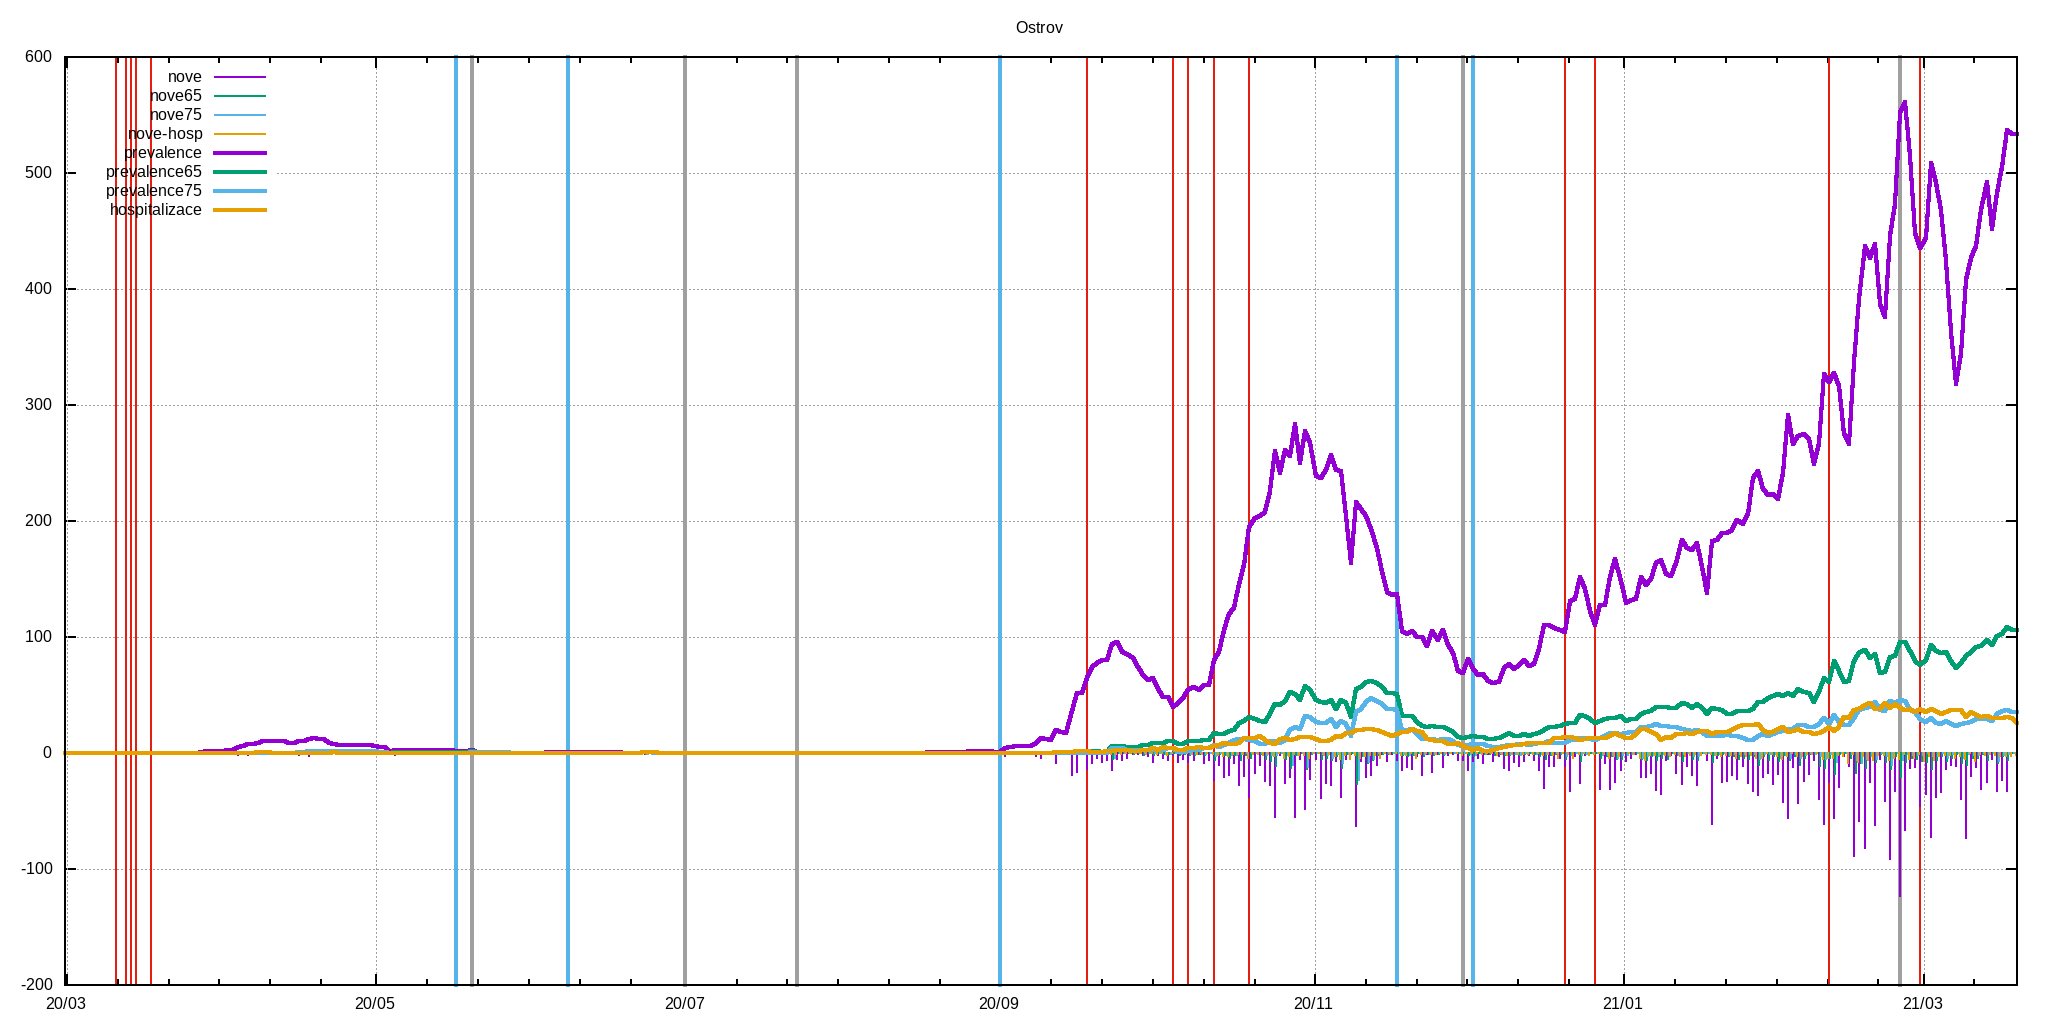 Ostrov
600
500
400
300
200
100
0
-100
-200
nove
nove65
nove75
nove-hosp
prevalence
prevalence65
prevalence75
hospitalizace
20/03 20/05 20/07 20/09 20/11 21/01 21/03